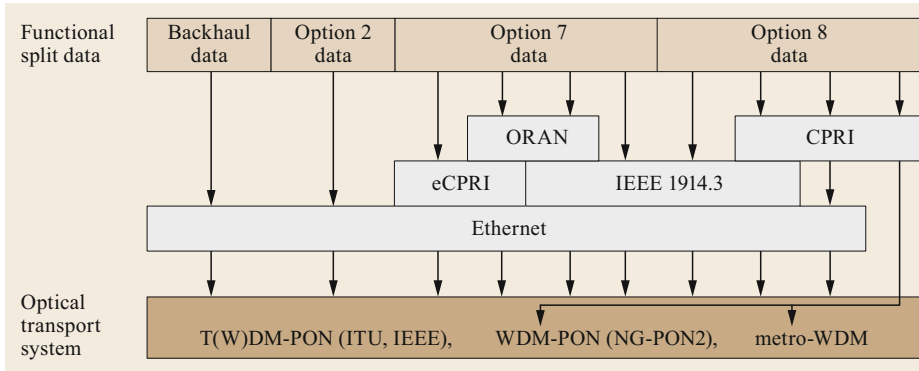 Functional
split data
Backhaul
data
Option 2
data
Option 7
data
Option 8
data
ORAN
CPRI
eCPRI
IEEE 1914.3
Ethernet
Optical
transport
system
T(W)DM-PON (ITU, IEEE),
WDM-PON (NG-PON2),
metro-WDM